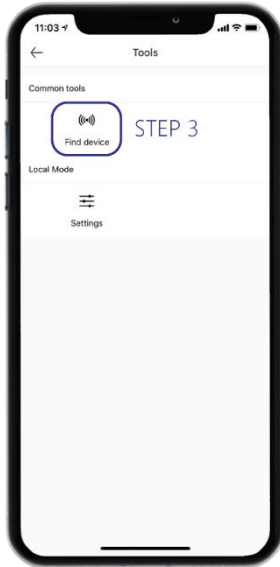 11:03
Tools
Common tools
Find device
STEP 3
Local Mode
Settings